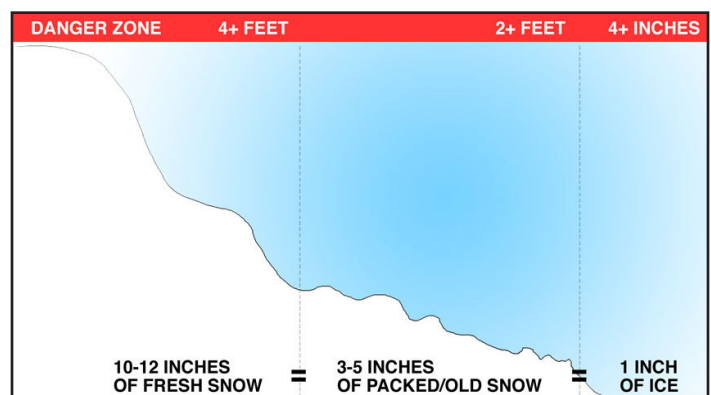 DANGER ZONE 4+ FEET 2+ FEET 4+ INCHES
10-12 INCHES
OF FRESH SNOW
=
3-5 INCHES
OF PACKED/OLD SNOW
=
1 INCH
OF ICE